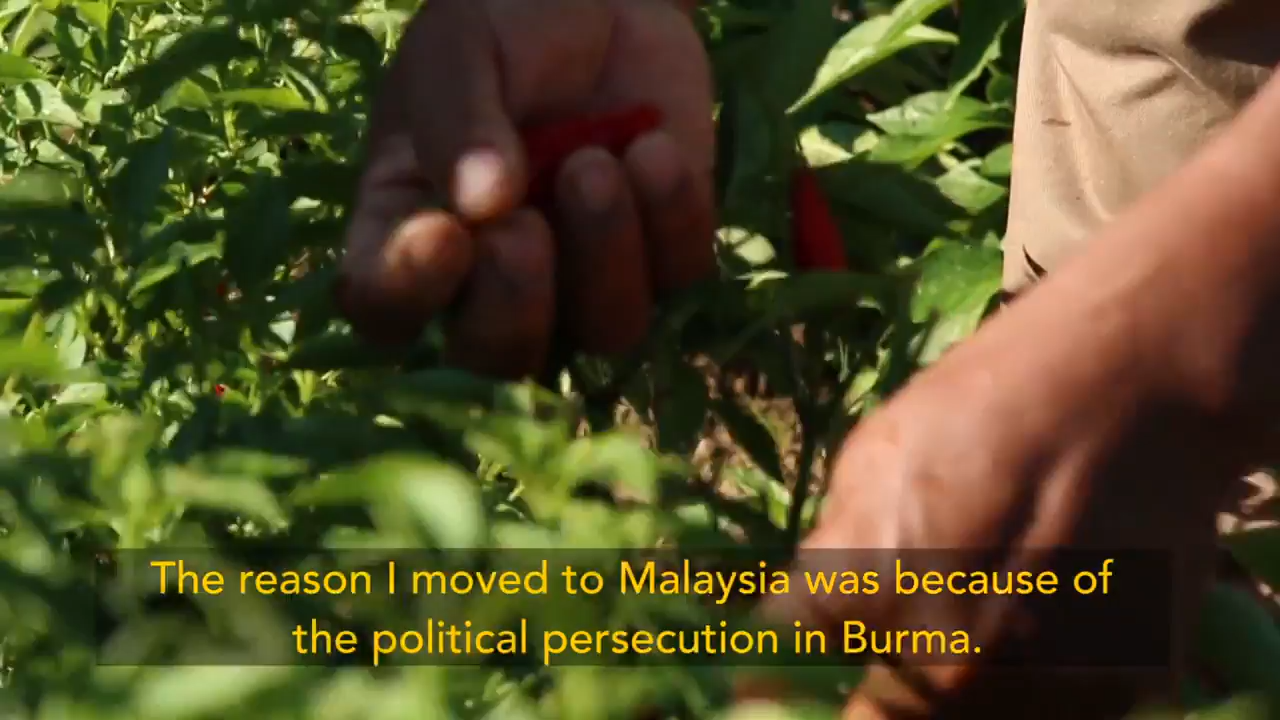 The reason I moved to Malaysia was because of
the political persecution in Burma.